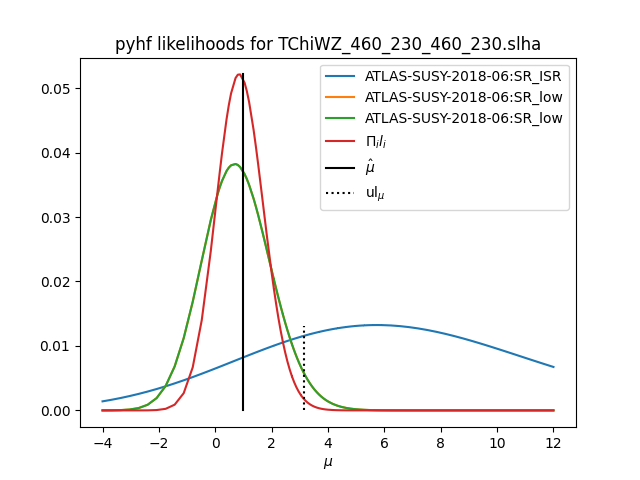 pyhf likelihoods for TChiWZ_460_230_460_230.slha
ATLAS-SUSY-2018-06:SR_ISR
ATLAS-SUSY-2018-06:SR_low
ATLAS-SUSY-2018-06:SR_low
Πᵢlᵢ
μ̂
ul_μ
0.05
0.04
0.03
0.02
0.01
0.00
−4 −2 0 2 4 6 8 10 12
μ